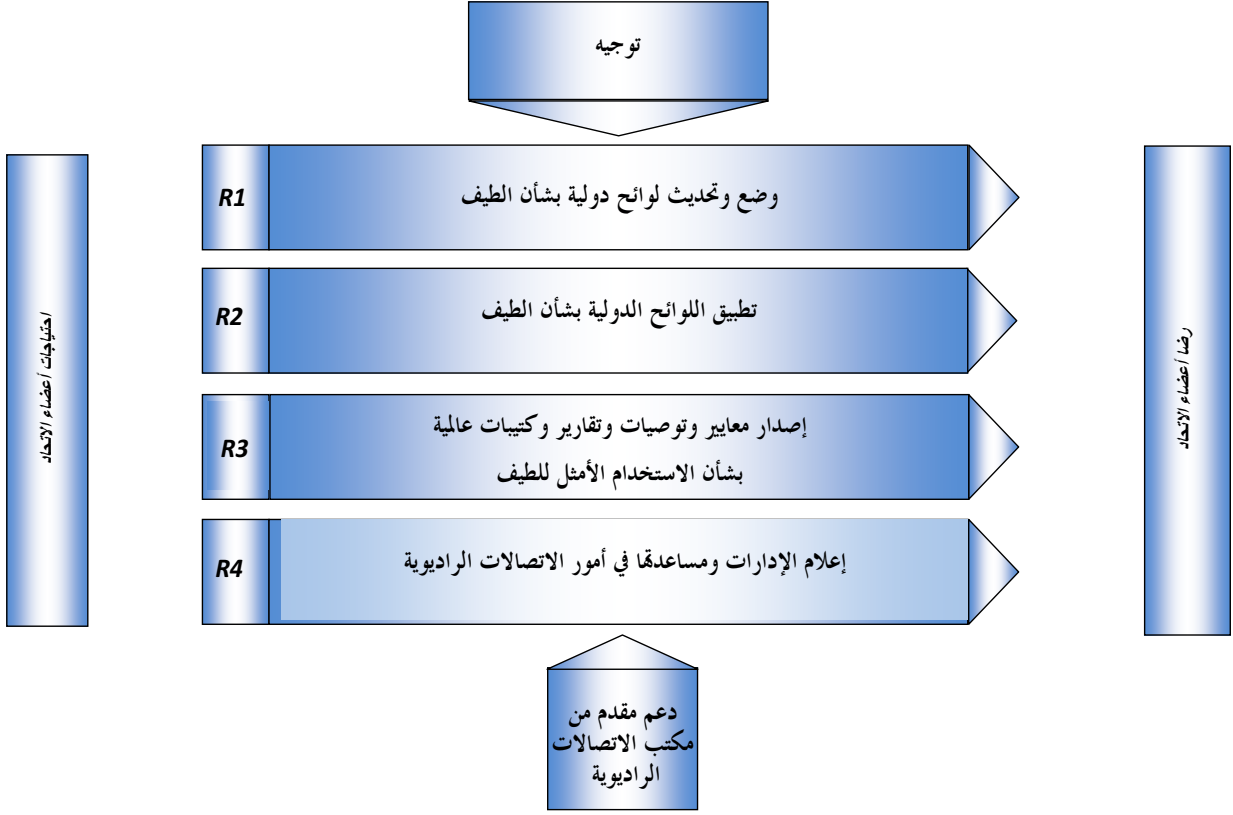 توجيه
احتياجات أعضاء الاتحاد
R1
وضع وتحديث لوائح دولية بشأن الطيف
R2
تطبيق اللوائح الدولية بشأن الطيف
R3
إصدار معايير وتوصيات وتقارير وكتيبات عالمية
بشأن الاستخدام الأمثل للطيف
R4
إعلام الإدارات ومساعدتها في أمور الاتصالات الراديوية
رضا أعضاء الاتحاد
دعم مقدم من
مكتب الاتصالات
الراديوية